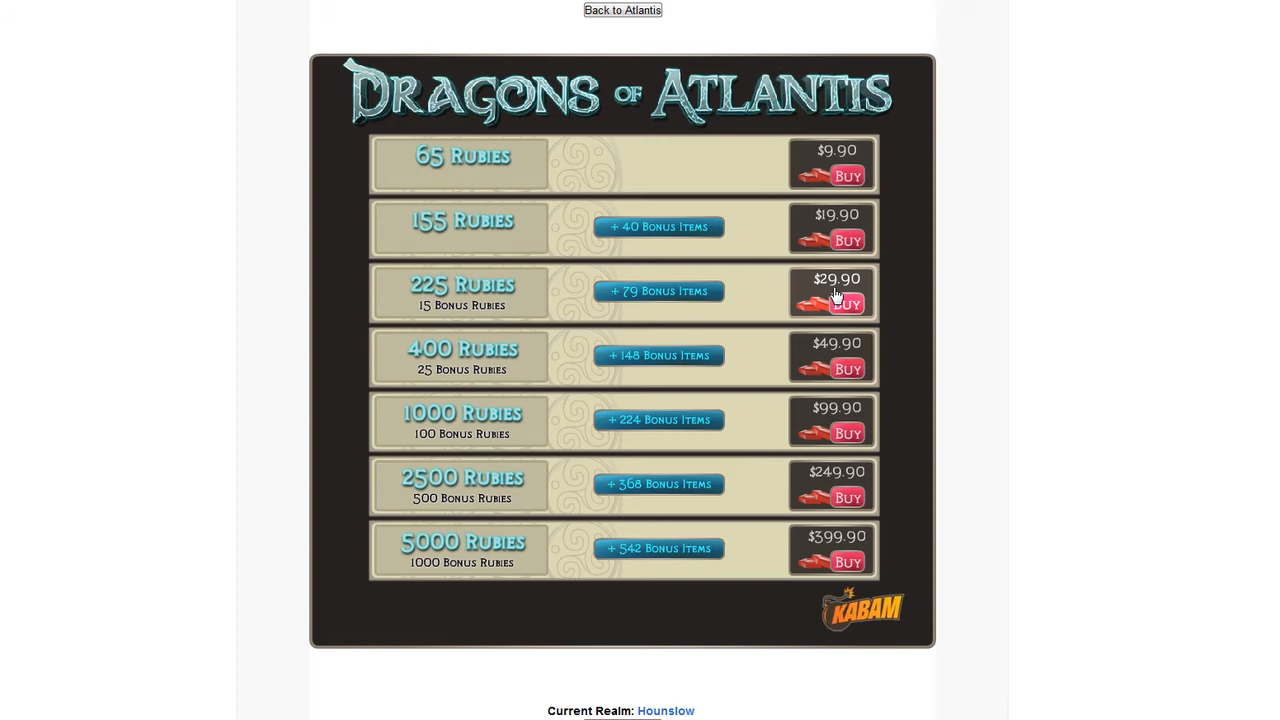 Back to Atlantis
Dragons of Atlantis
65 Rubies
$9.90
Buy
155 Rubies
+ 40 Bonus Items
$19.90
Buy
225 Rubies
15 Bonus Rubies
+ 79 Bonus Items
$29.90
Buy
400 Rubies
25 Bonus Rubies
+ 148 Bonus Items
$49.90
Buy
1000 Rubies
100 Bonus Rubies
+ 224 Bonus Items
$99.90
Buy
2500 Rubies
500 Bonus Rubies
+ 368 Bonus Items
$249.90
Buy
5000 Rubies
1000 Bonus Rubies
+ 542 Bonus Items
$399.90
Buy
KABAM
Current Realm: Hounslow